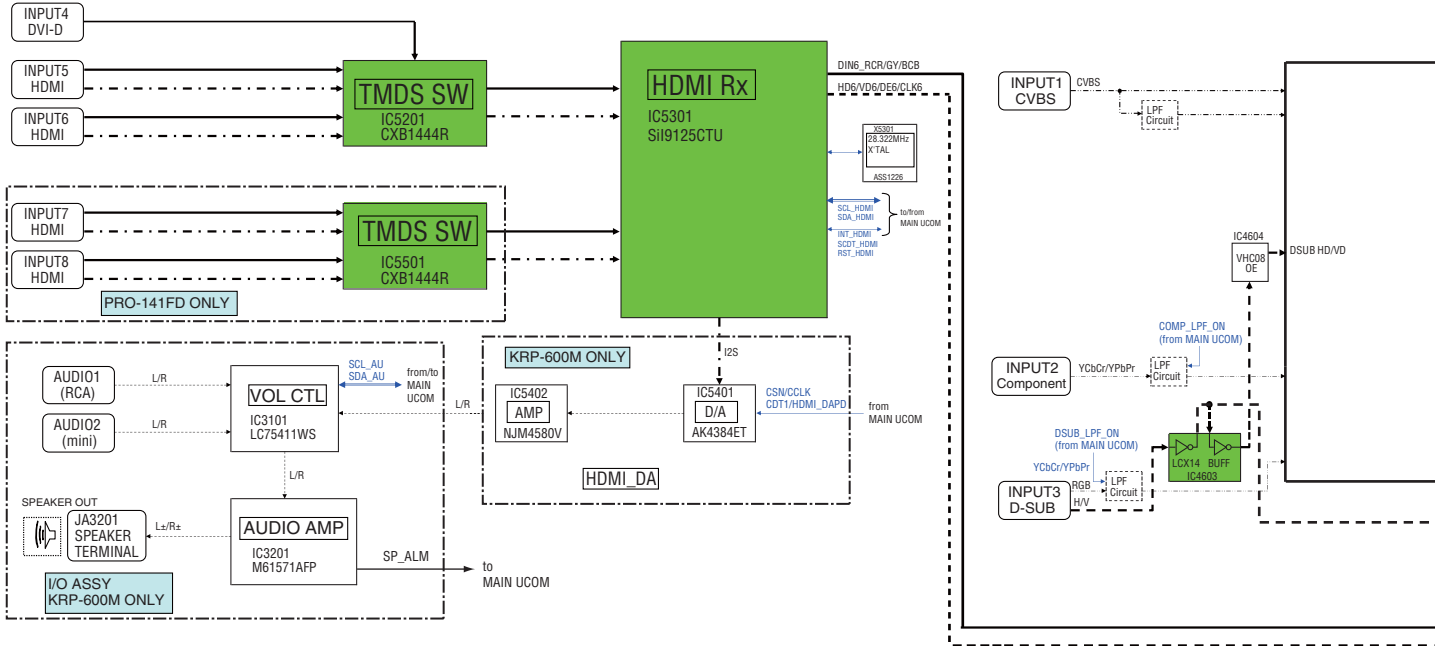 INPUT4
DVI-D
INPUT5
HDMI
INPUT6
HDMI
TMDS SW
IC5201
CXB1444R
INPUT7
HDMI
INPUT8
HDMI
TMDS SW
IC5501
CXB1444R
PRO-141FD ONLY
HDMI Rx
IC5301
SiI9125CTU
DIN6_RCR/GY/BCB
HD6/VD6/DE6/CLK6
X5301
28.322MHz
X'TAL
ASS1226
SCL_HDMI
SDA_HDMI
INT_HDMI
SCDT_HDMI
RST_HDMI
to/from
MAIN UCOM
I2S
KRP-600M ONLY
IC5402
AMP
NJM4580V
IC5401
D/A
AK4384ET
CSN/CCLK
CDT1/HDMI_DAPD
from
MAIN UCOM
HDMI_DA
L/R
AUDIO1
(RCA)
L/R
AUDIO2
(mini)
L/R
VOL CTL
IC3101
LC75411WS
SCL_AU
SDA_AU
from/to
MAIN
UCOM
L/R
SPEAKER OUT
JA3201
SPEAKER
TERMINAL
L±/R±
AUDIO AMP
IC3201
M61571AFP
SP_ALM
to
MAIN UCOM
I/O ASSY
KRP-600M ONLY
INPUT1
CVBS
CVBS
LPF
Circuit
IC4604
VHC08
OE
DSUB HD/VD
COMP_LPF_ON
(from MAIN UCOM)
INPUT2
Component
YCbCr/YPbPr
LPF
Circuit
DSUB_LPF_ON
(from MAIN UCOM)
YCbCr/YPbPr
INPUT3
D-SUB
RGB
H/V
LPF
Circuit
LCX14 BUFF
IC4603